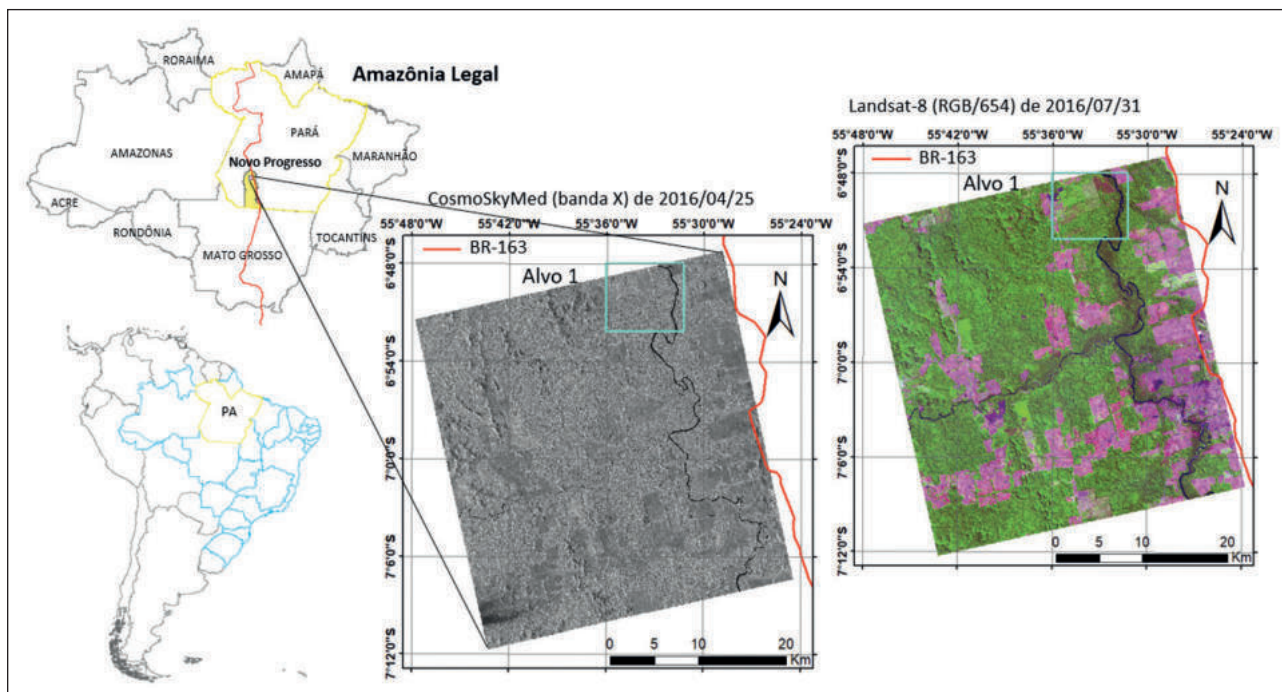 Amazônia Legal
RORAIMA
AMAPÁ
AMAZONAS
PARÁ
MARANHÃO
Novo Progresso
ACRE
RONDÔNIA
MATO GROSSO
TOCANTINS
PA
CosmoSkyMed (banda X) de 2016/04/25
55°48'0"W 55°42'0"W 55°36'0"W 55°30'0"W 55°24'0"W
BR-163
Alvo 1
N
6°48'0"S
6°54'0"S
7°0'0"S
7°6'0"S
7°12'0"S
0 5 10 20
Km
Landsat-8 (RGB/654) de 2016/07/31
55°48'0"W 55°42'0"W 55°36'0"W 55°30'0"W 55°24'0"W
BR-163
Alvo 1
N
6°48'0"S
6°54'0"S
7°0'0"S
7°6'0"S
7°12'0"S
0 5 10 20
Km